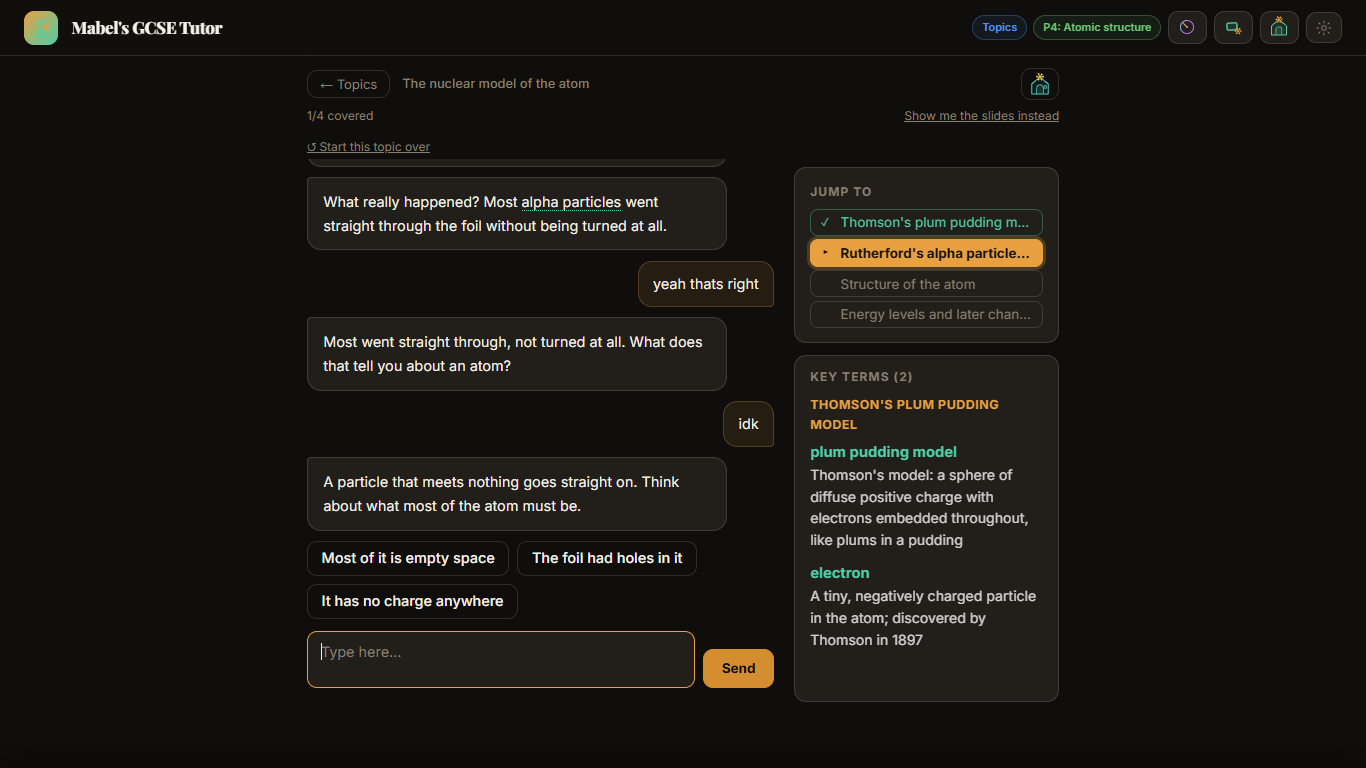 Mabel's GCSE Tutor
Topics
P4: Atomic structure
← Topics
The nuclear model of the atom
1/4 covered
Show me the slides instead
↺ Start this topic over
What really happened? Most alpha particles went
straight through the foil without being turned at all.
yeah thats right
Most went straight through, not turned at all. What does
that tell you about an atom?
idk
A particle that meets nothing goes straight on. Think
about what most of the atom must be.
Most of it is empty space
The foil had holes in it
It has no charge anywhere
Type here...
Send
JUMP TO
✓ Thomson's plum pudding m...
▸ Rutherford's alpha particle...
Structure of the atom
Energy levels and later chan...
KEY TERMS (2)
THOMSON'S PLUM PUDDING
MODEL
plum pudding model
Thomson's model: a sphere of
diffuse positive charge with
electrons embedded throughout,
like plums in a pudding
electron
A tiny, negatively charged particle
in the atom; discovered by
Thomson in 1897